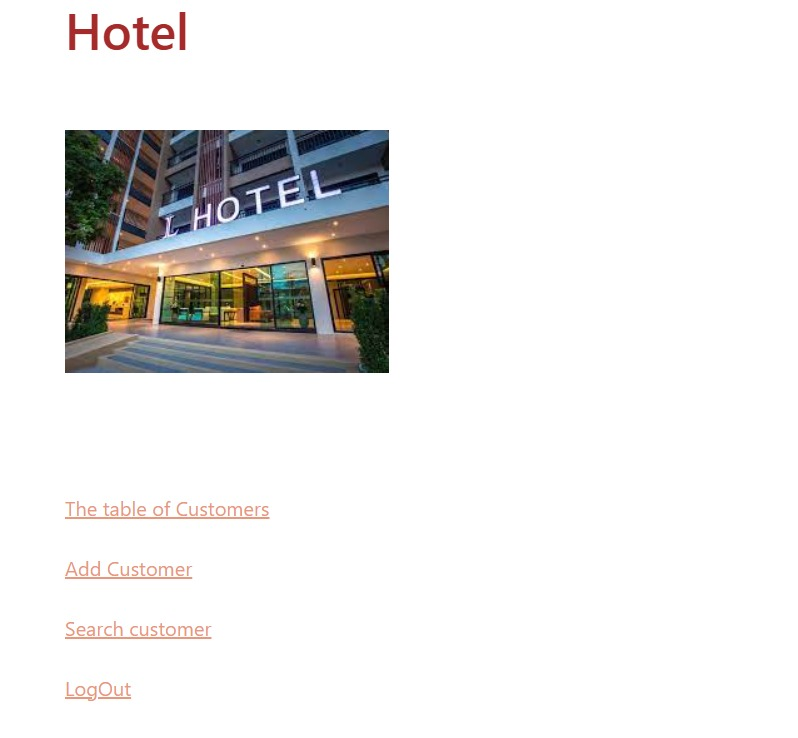 Hotel
I HOTEL
The table of Customers
Add Customer
Search customer
LogOut